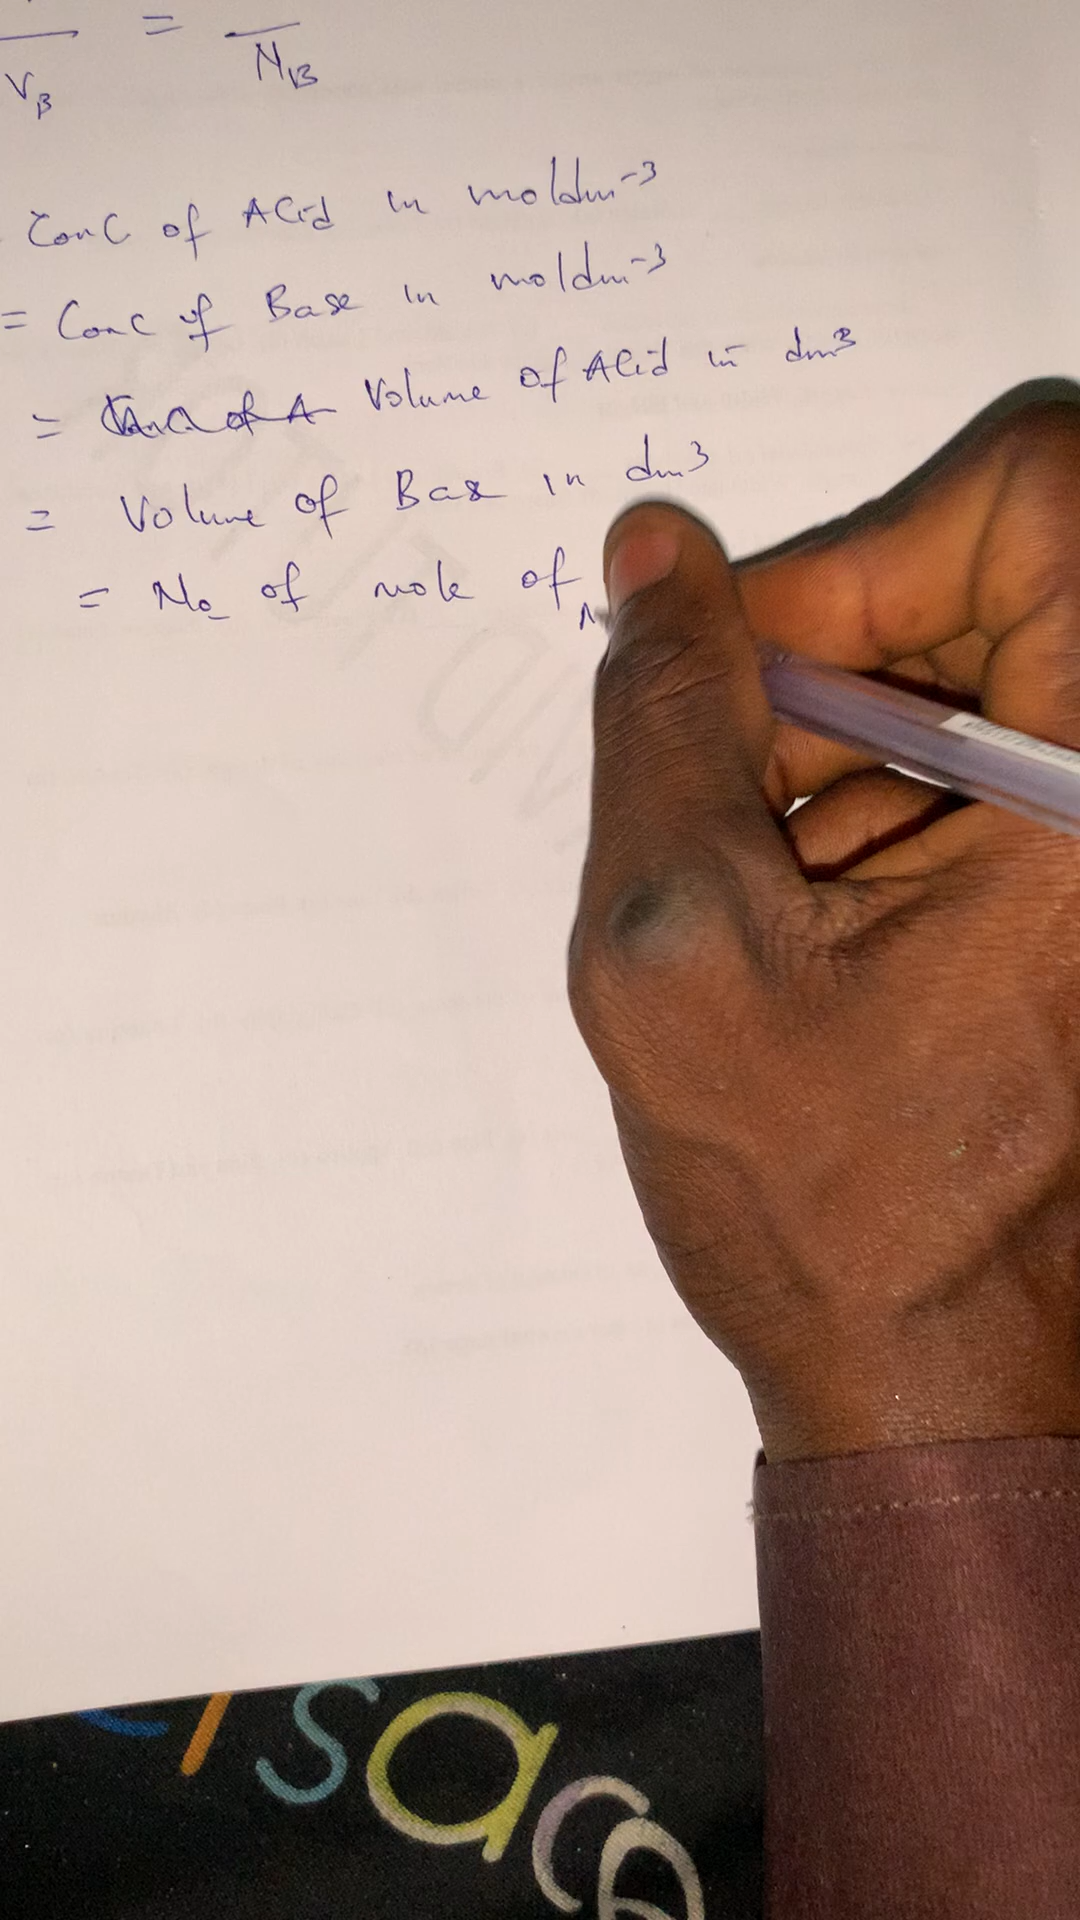 =
V_B N_B
Conc of Acid in moldm⁻³
= Conc of Base in moldm⁻³
= Volume of Acid in dm³
= Volume of Base in dm³
= No of mole of